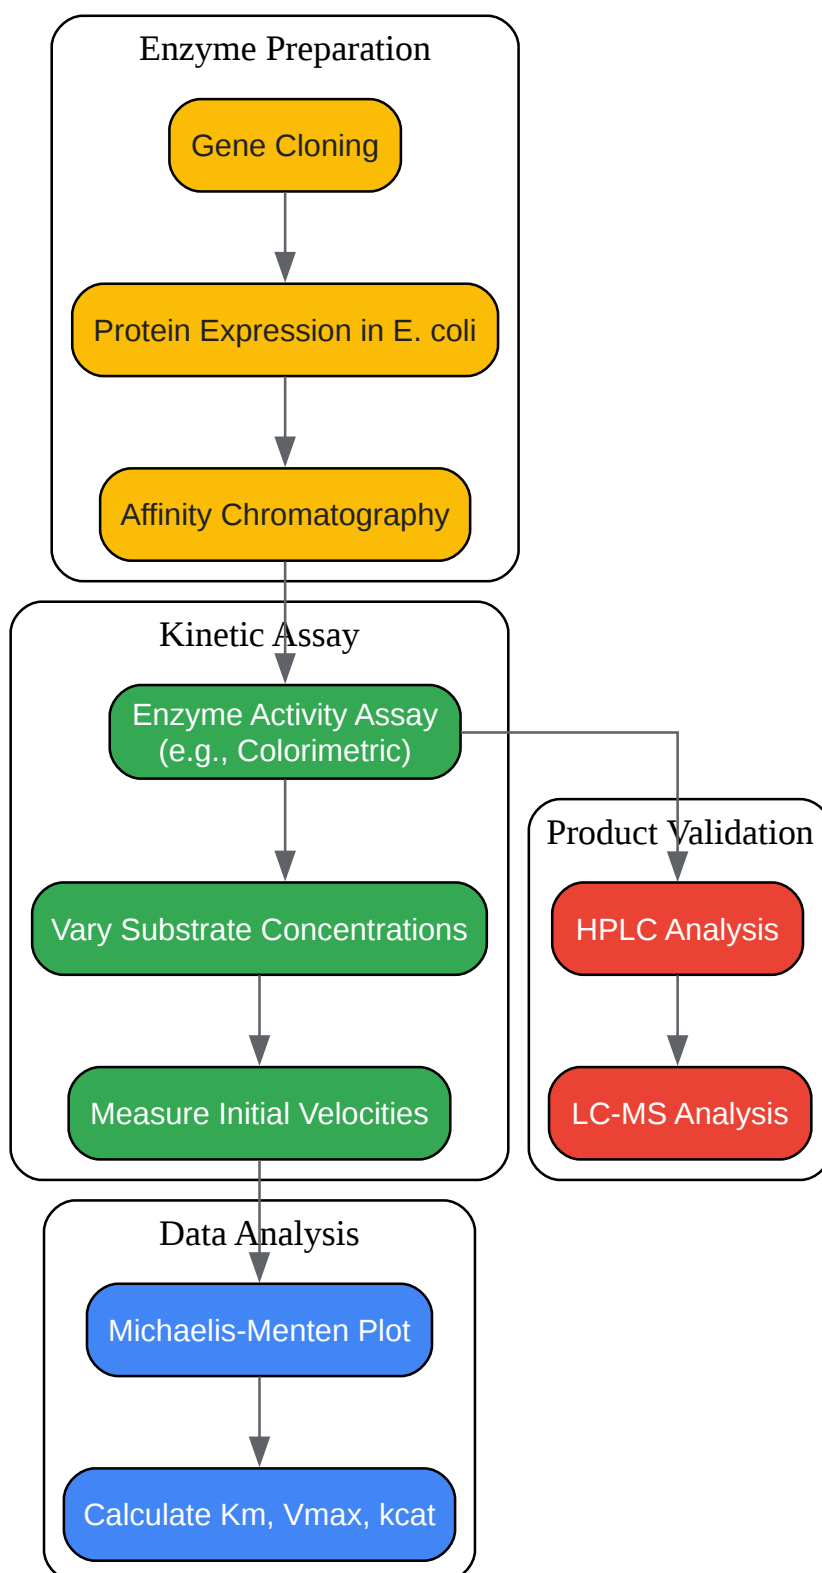 Enzyme Preparation
Gene Cloning
Protein Expression in E. coli
Affinity Chromatography
Kinetic Assay
Enzyme Activity Assay
(e.g., Colorimetric)
Vary Substrate Concentrations
Measure Initial Velocities
Product Validation
HPLC Analysis
LC-MS Analysis
Data Analysis
Michaelis-Menten Plot
Calculate Km, Vmax, kcat